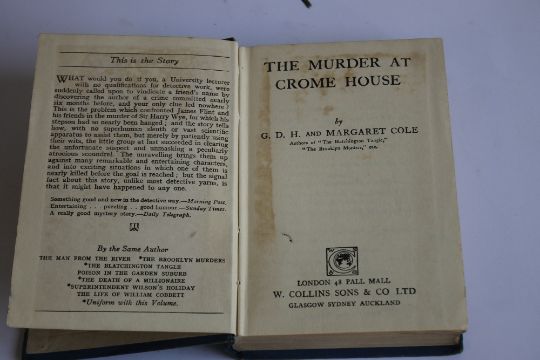 This is the Story
WHAT would you do if you, a University lecturer
with no qualifications for detective work, were
suddenly called upon to vindicate a friend's name by
discovering the author of a crime committed nearly
six months before, and your only clue led nowhere?
This is the problem which confronted James Flint and
his friends in the murder of Sir Harry Wye, for which his
stepson had so nearly been hanged; and the story tells
how, with no superhuman sleuth or vast scientific
apparatus to assist them, but merely by patiently using
their wits, the little group at last succeeded in clearing
the unfortunate suspect and unmasking a peculiarly
atrocious scoundrel. The unravelling brings them up
against many remarkable and entertaining characters,
and into exciting situations in which one of them is
nearly killed before the goal is reached; but the signal
fact about this story, unlike most detective yarns, is
that it might have happened to any one.
Something good and new in the detective way.—Morning Post.
Entertaining . . . puzzling . . good humour.—Sunday Times.
A really good mystery story.—Daily Telegraph.
By the Same Author
THE MAN FROM THE RIVER *THE BROOKLYN MURDERS
*THE BLATCHINGTON TANGLE
POISON IN THE GARDEN SUBURB
*THE DEATH OF A MILLIONAIRE
*SUPERINTENDENT WILSON'S HOLIDAY
THE LIFE OF WILLIAM COBBETT
*Uniform with this Volume.
THE MURDER AT
CROME HOUSE
by
G. D. H. AND MARGARET COLE
Authors of "The Blatchington Tangle,"
"The Brooklyn Murders," etc.
LONDON 48 PALL MALL
W. COLLINS SONS & CO LTD
GLASGOW SYDNEY AUCKLAND